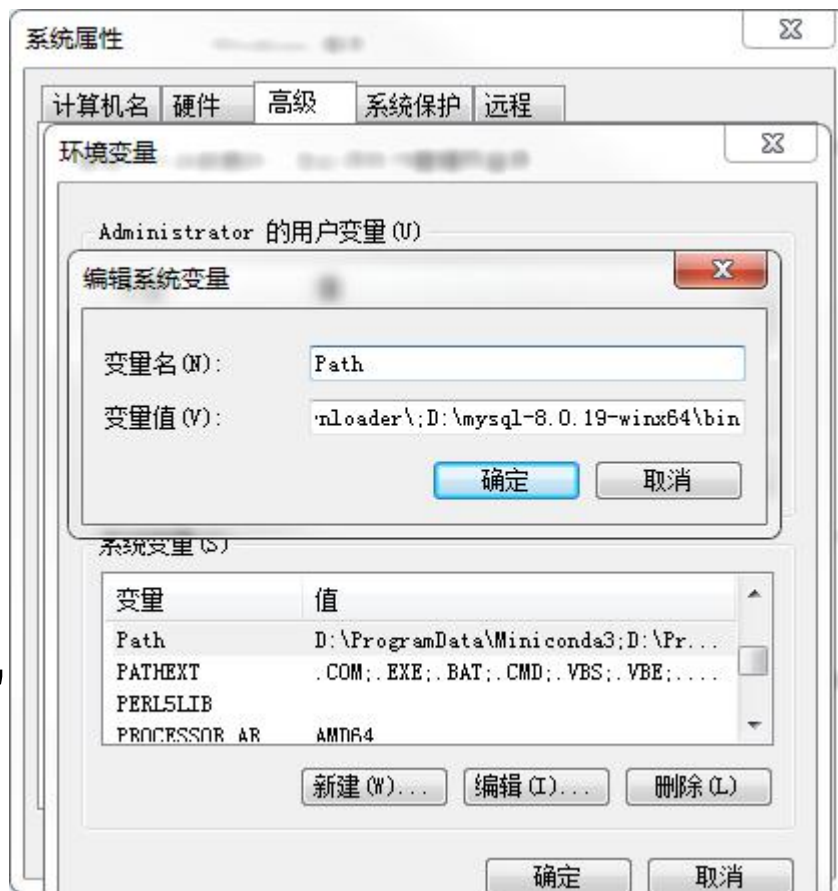 系统属性
计算机名 硬件 高级 系统保护 远程
环境变量
Administrator 的用户变量(U)
编辑系统变量
变量名(N): Path
变量值(V): nloader\;D:\mysql-8.0.19-winx64\bin
确定 取消
系统变量(S)
变量 值
Path D:\ProgramData\Miniconda3;D:\Pr...
PATHEXT .COM;.EXE;.BAT;.CMD;.VBS;.VBE;....
PERL5LIB
PROCESSOR_AR AMD64
新建(W)... 编辑(I)... 删除(L)
确定 取消